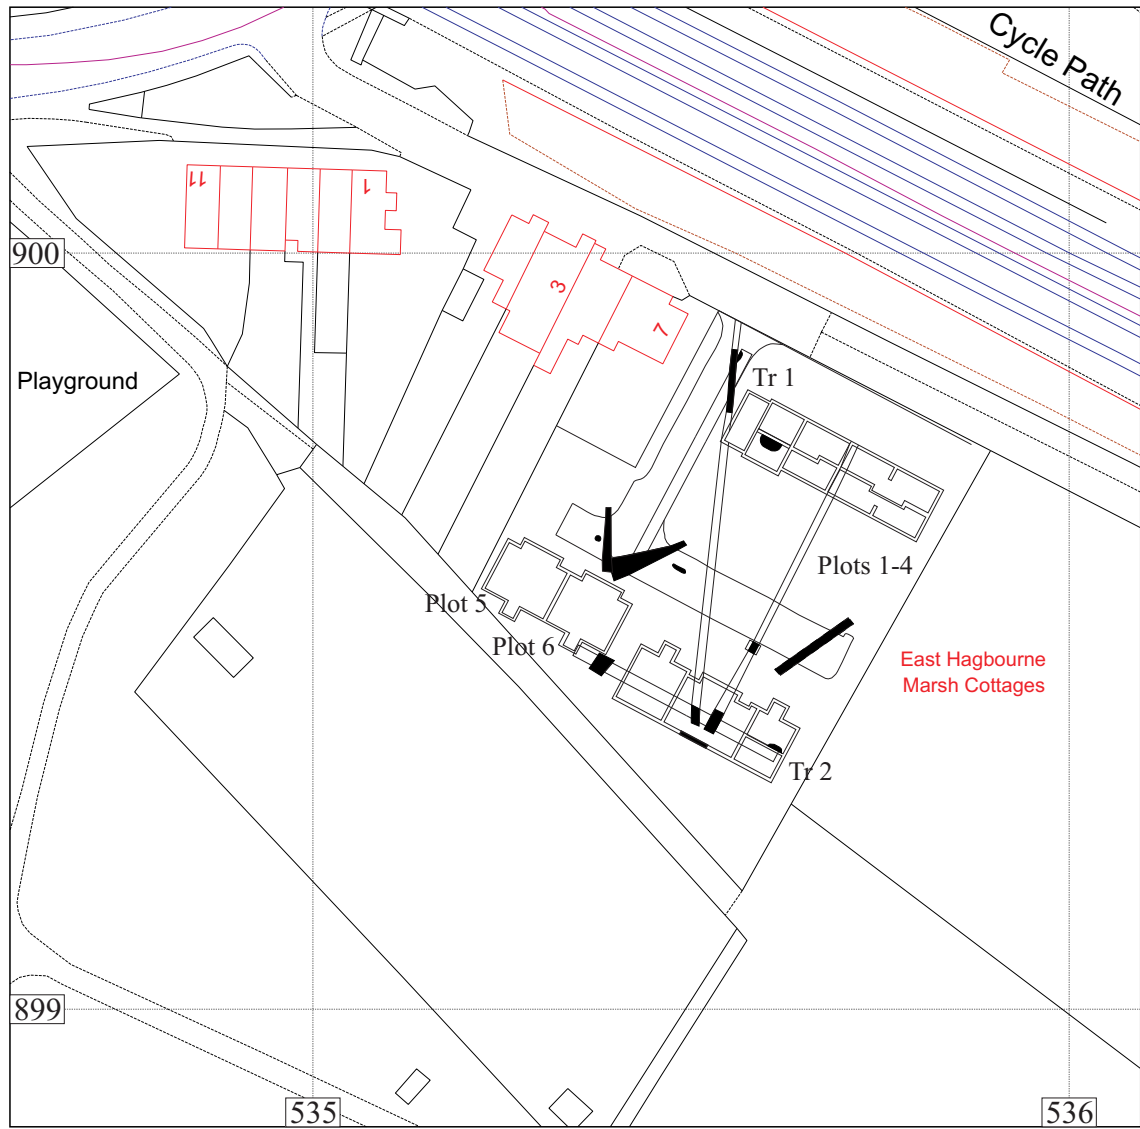 Cycle Path
11
1
900
3
7
Playground
Tr 1
Plots 1-4
Plot 5
Plot 6
East Hagbourne
Marsh Cottages
Tr 2
899
535
536